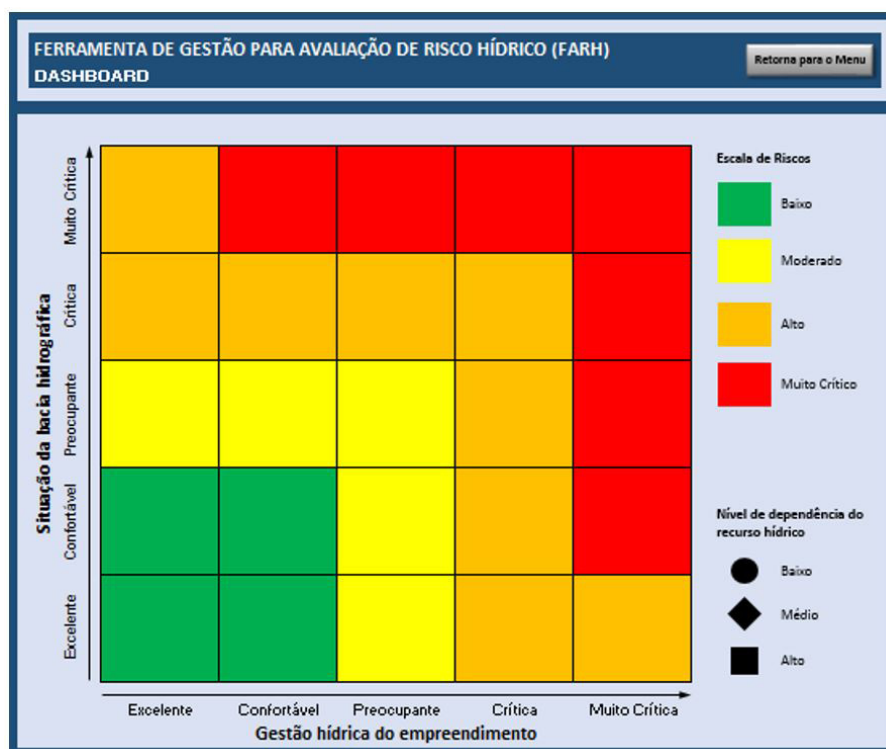 FERRAMENTA DE GESTÃO PARA AVALIAÇÃO DE RISCO HÍDRICO (FARH)
DASHBOARD
Retorna para o Menu
Situação da bacia hidrográfica
Muito Crítica
Crítica
Preocupante
Confortável
Excelente
Excelente
Confortável
Preocupante
Crítica
Muito Crítica
Gestão hídrica do empreendimento
Escala de Riscos
Baixo
Moderado
Alto
Muito Crítico
Nível de dependência do
recurso hídrico
Baixo
Médio
Alto